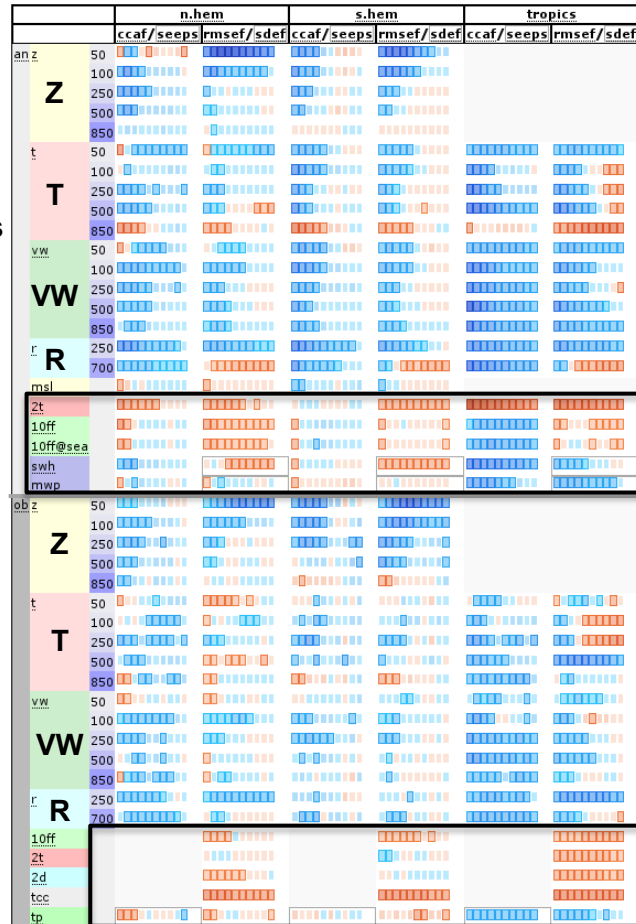 n.hem s.hem tropics
ccaf/seeps rmsef/sdef ccaf/seeps rmsef/sdef ccaf/seeps rmsef/sdef
an z Z 50
100
250
500
850
t T 50
100
250
500
850
vw VW 50
100
250
500
850
r R 250
700
msl
2t
10ff
10ff@sea
swh
mwp
ob z Z 50
100
250
500
850
t T 50
100
250
500
850
vw VW 50
100
250
500
850
r R 250
700
10ff
2t
2d
tcc
tp